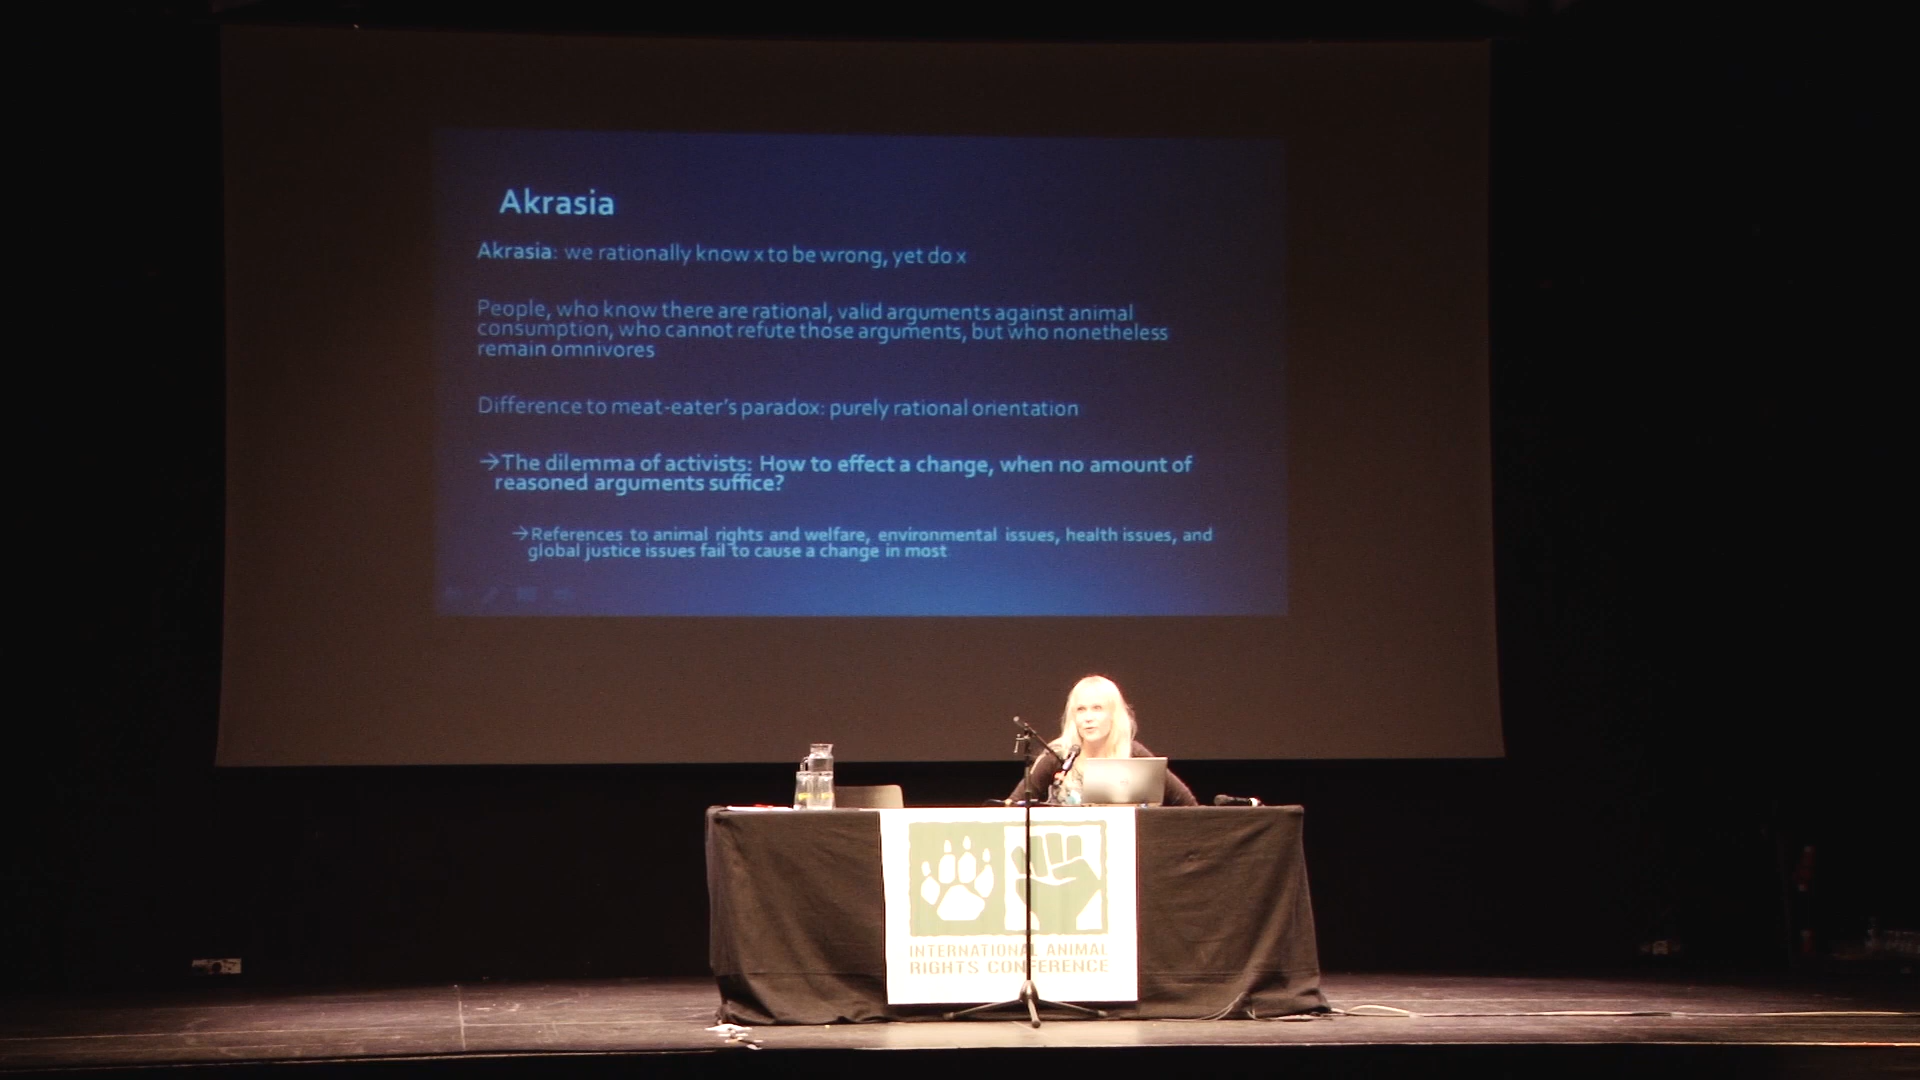 Akrasia
Akrasia: we rationally know x to be wrong, yet do x
People, who know there are rational, valid arguments against animal
consumption, who cannot refute those arguments, but who nonetheless
remain omnivores
Difference to meat-eater's paradox: purely rational orientation
→The dilemma of activists: How to effect a change, when no amount of
reasoned arguments suffice?
→References to animal rights and welfare, environmental issues, health issues, and
global justice issues fail to cause a change in most
INTERNATIONAL ANIMAL
RIGHTS CONFERENCE